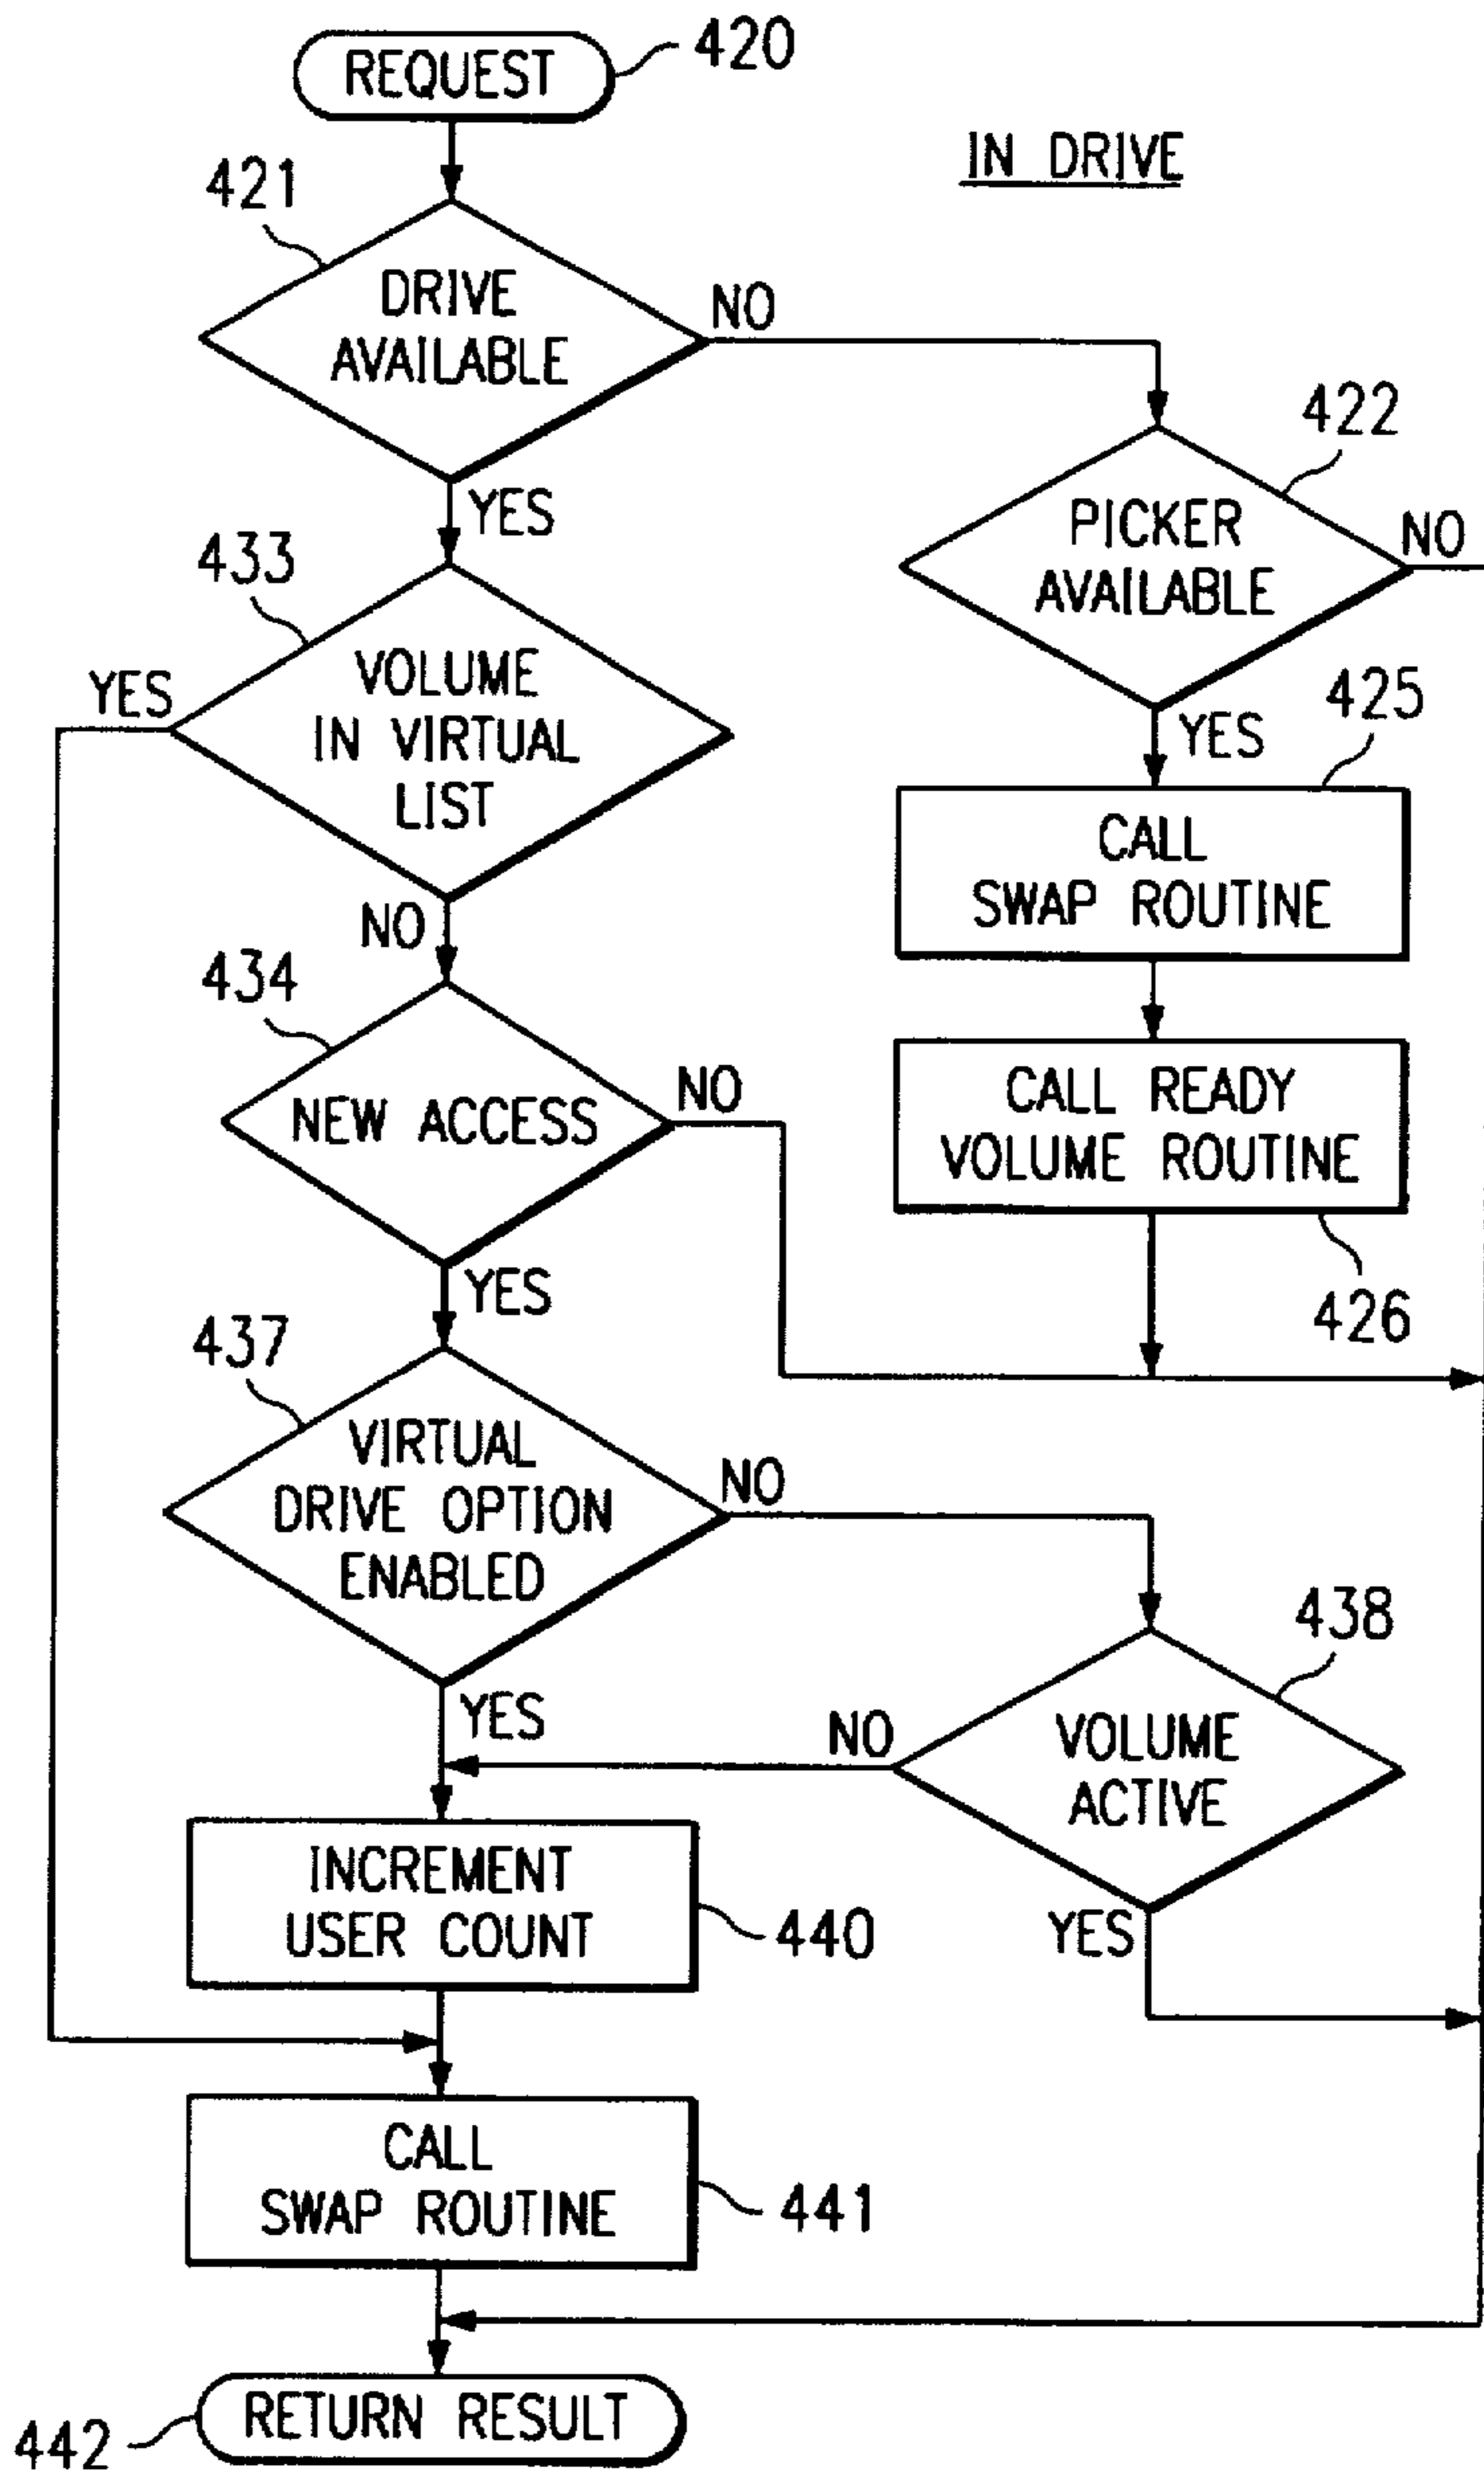 REQUEST
420
IN DRIVE
421
DRIVE
AVAILABLE
NO
422
PICKER
AVAILABLE
NO
YES
433
VOLUME
IN VIRTUAL
LIST
YES
YES
425
CALL
SWAP ROUTINE
NO
434
NEW ACCESS
NO
CALL READY
VOLUME ROUTINE
426
YES
437
VIRTUAL
DRIVE OPTION
ENABLED
NO
438
VOLUME
ACTIVE
NO
YES
YES
INCREMENT
USER COUNT
440
CALL
SWAP ROUTINE
441
RETURN RESULT
442